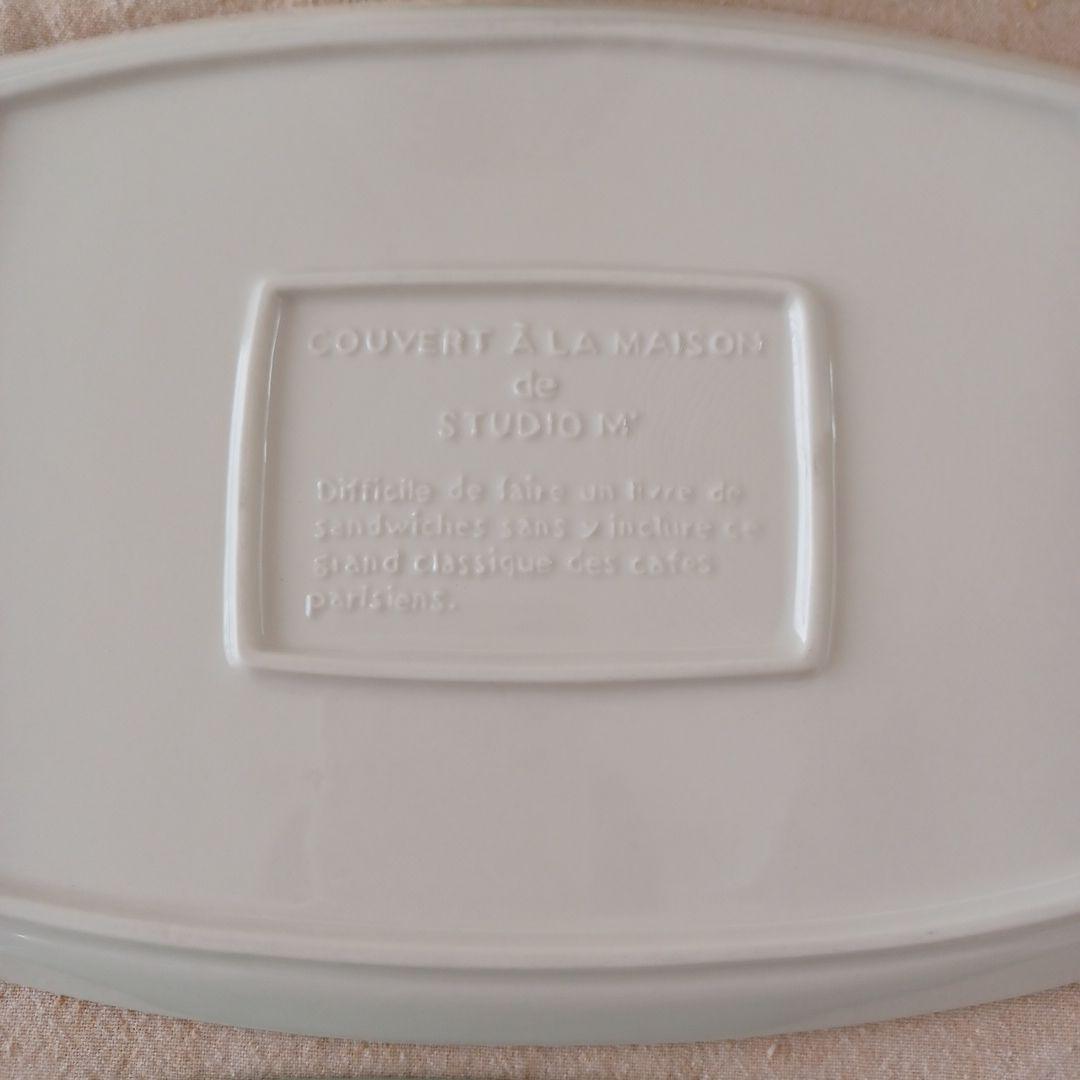 COUVERT À LA MAISON
de
STUDIO M'
Difficile de faire un livre de
sandwiches sans y inclure ce
grand classique des cafes
parisiens.